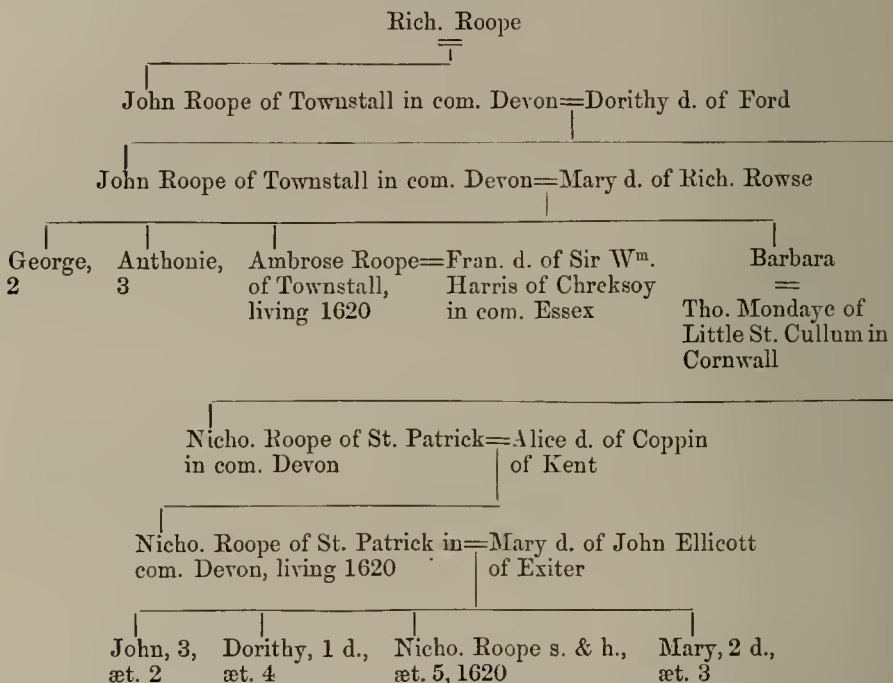 Rich. Roope
=
John Roope of Townstall in com. Devon=Dorithy d. of Ford
John Roope of Townstall in com. Devon=Mary d. of Rich. Rowse
George,
2
Anthonie,
3
Ambrose Roope=Fran. d. of Sir Wᵐ.
of Townstall,
living 1620
Harris of Chreksoy
in com. Essex
Barbara
=
Tho. Mondaye of
Little St. Cullum in
Cornwall
Nicho. Roope of St. Patrick=Alice d. of Coppin
in com. Devon
of Kent
Nicho. Roope of St. Patrick in=Mary d. of John Ellicott
com. Devon, living 1620
of Exiter
John, 3,
æt. 2
Dorithy, 1 d.,
æt. 4
Nicho. Roope s. & h.,
æt. 5, 1620
Mary, 2 d.,
æt. 3